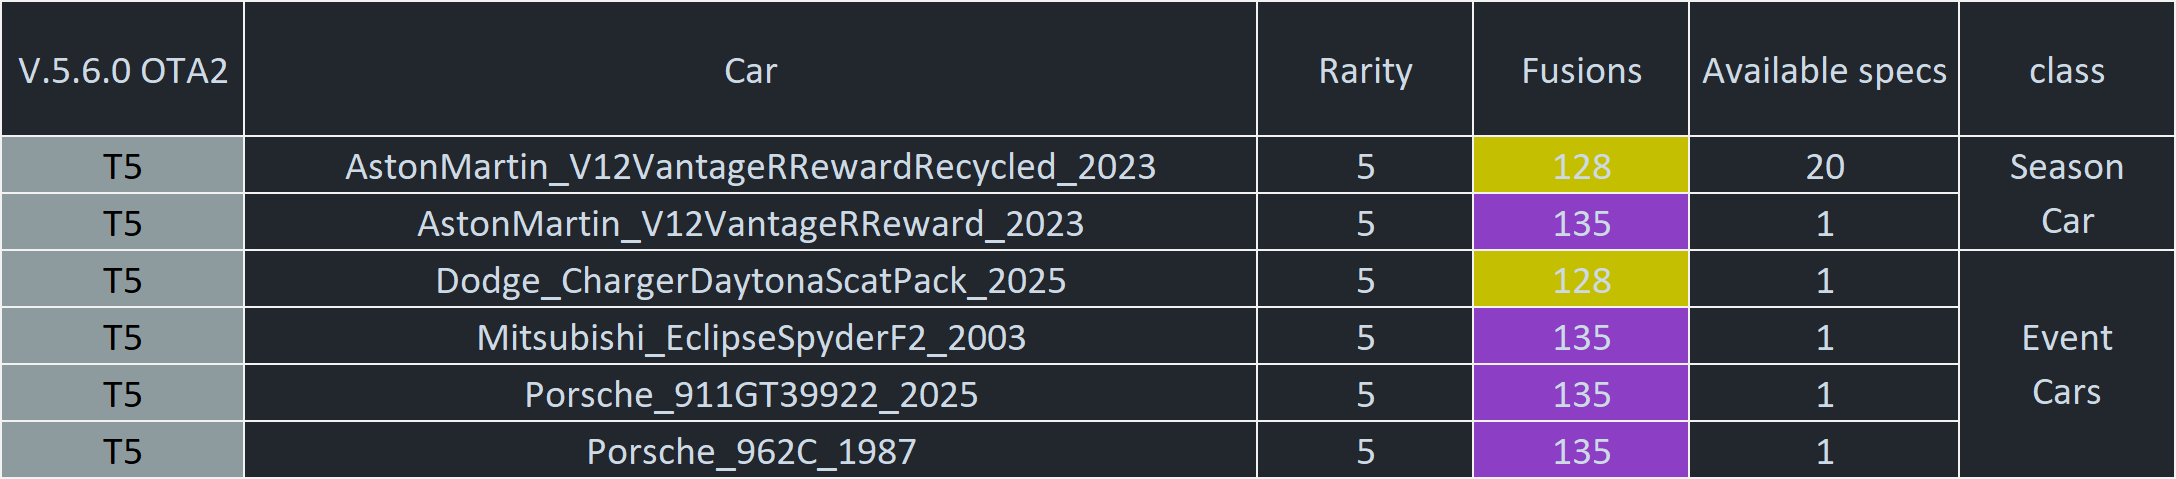 V.5.6.0 OTA2 Car Rarity Fusions Available specs class
T5 AstonMartin_V12VantageRRewardRecycled_2023 5 128 20 Season
T5 AstonMartin_V12VantageRReward_2023 5 135 1 Car
T5 Dodge_ChargerDaytonaScatPack_2025 5 128 1
T5 Mitsubishi_EclipseSpyderF2_2003 5 135 1 Event
T5 Porsche_911GT39922_2025 5 135 1 Cars
T5 Porsche_962C_1987 5 135 1